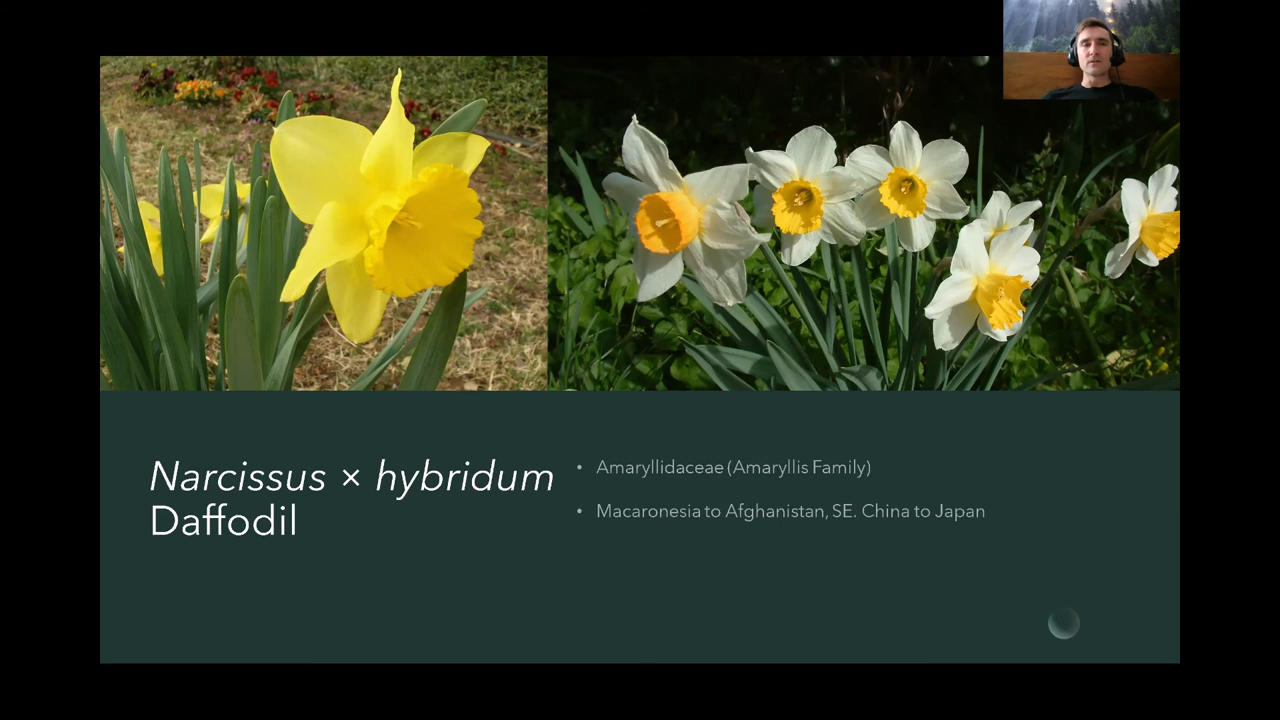 Narcissus × hybridum
Daffodil
• Amaryllidaceae (Amaryllis Family)
• Macaronesia to Afghanistan, SE. China to Japan